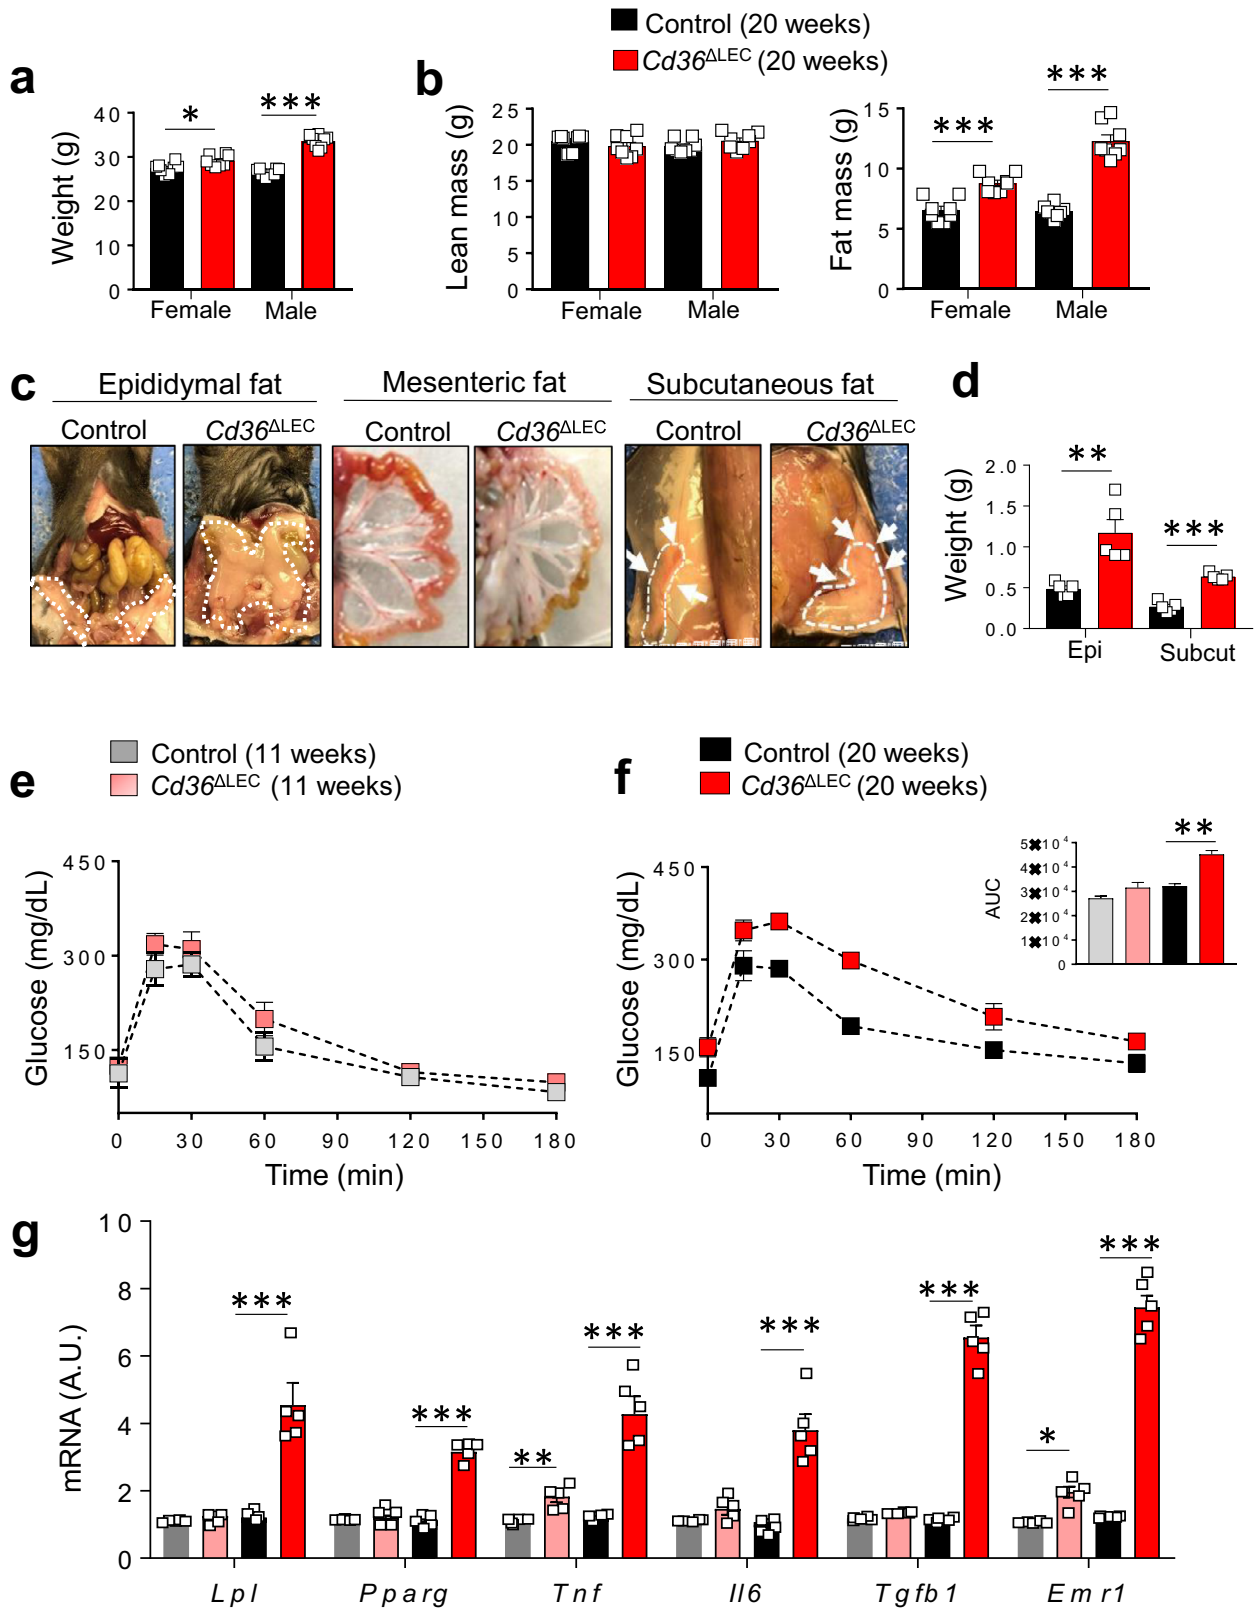 Control (20 weeks)
Cd36ΔLEC (20 weeks)
a
*
***
Weight (g)
40
30
20
10
0
Female
Male
b
Lean mass (g)
25
20
15
10
5
0
Female
Male
***
***
Fat mass (g)
15
10
5
0
Female
Male
c
Epididymal fat
Mesenteric fat
Subcutaneous fat
Control
Cd36ΔLEC
Control
Cd36ΔLEC
Control
Cd36ΔLEC
d
**
***
Weight (g)
2.0
1.5
1.0
0.5
0.0
Epi
Subcut
Control (11 weeks)
Cd36ΔLEC (11 weeks)
e
Glucose (mg/dL)
450
300
150
0 30 60 90 120 150 180
Time (min)
Control (20 weeks)
Cd36ΔLEC (20 weeks)
f
Glucose (mg/dL)
450
300
150
0 30 60 90 120 150 180
Time (min)
**
AUC
5✖10⁴
4✖10⁴
3✖10⁴
2✖10⁴
1✖10⁴
0
g
mRNA (A.U.)
10
8
6
4
2
0
***
***
**
***
***
***
*
***
Lpl Pparg Tnf Il6 Tgfb1 Emr1